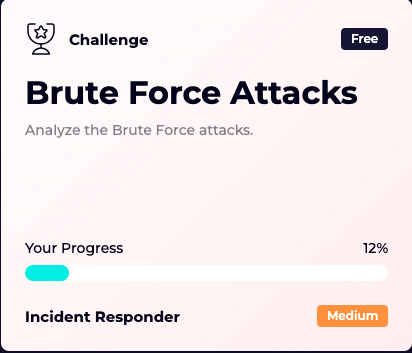 Challenge
Free
Brute Force Attacks
Analyze the Brute Force attacks.
Your Progress
12%
Incident Responder
Medium